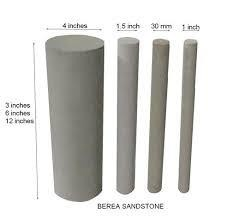 4 inches 1.5 inch 30 mm 1 inch
3 inches
6 inches
12 inches
BEREA SANDSTONE